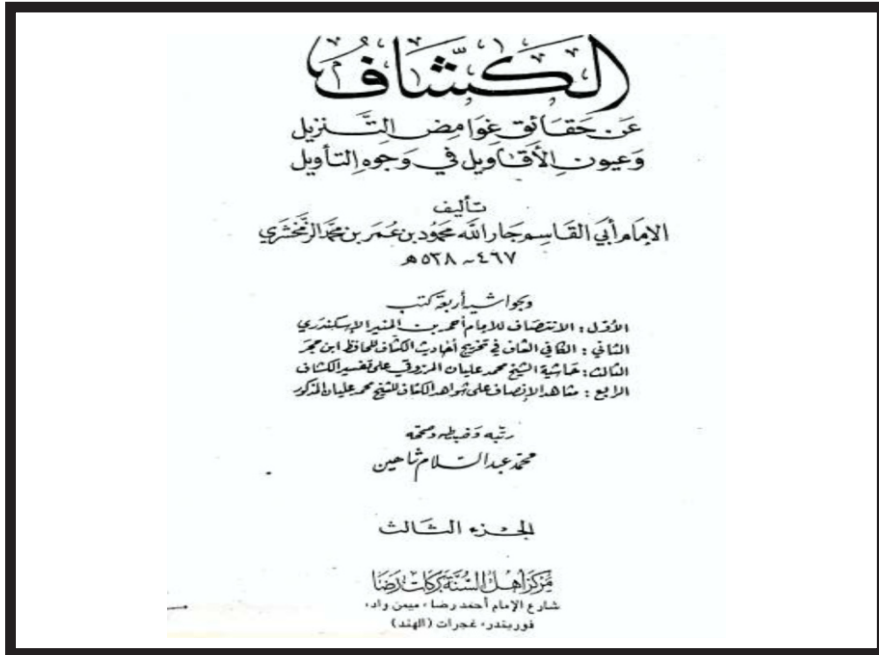 الكشاف
عن حقائق غوامض التنزيل
وعيون الأقاويل في وجوه التأويل
تأليف
الإمام أبي القاسم جار الله محمود بن عمر بن محمد الزمخشري
٤٦٧ - ٥٣٨ هـ
وبحواشيه أربعة كتب
الأول : الانتصاف للإمام أحمد بن المنير الإسكندري
الثاني : الكافي الشاف في تخريج أحاديث الكشاف للحافظ ابن حجر
الثالث : حاشية الشيخ محمد عليان المرزوقي على تفسير الكشاف
الرابع : مشاهد الإنصاف على شواهد الكشاف للشيخ محمد عليان المذكور
رتبه وضبطه وصححه
محمد عبد السلام شاهين
الجزء الثالث
مركز أهل السنة بركات رضا
شارع الإمام أحمد رضا، ميمن واد،
فوربندر، غجرات (الهند)